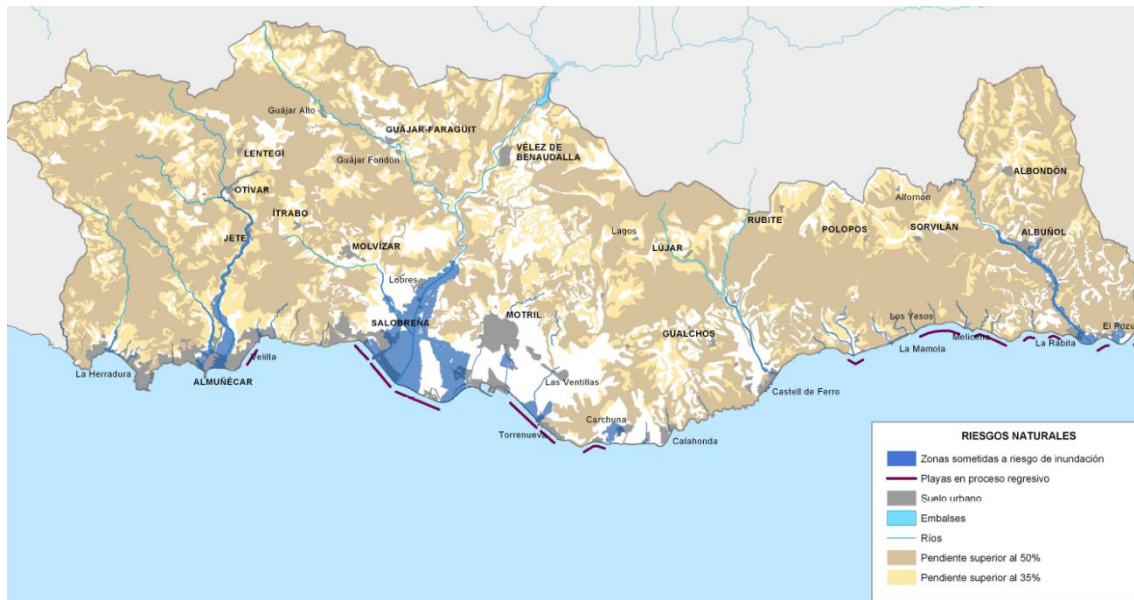 Guájar Alto
GUÁJAR-FARAGÜIT
VÉLEZ DE
BENAUDALLA
LENTEGÍ
Guájar Fondón
ALBONDÓN
OTÍVAR
Alfornón
ÍTRABO
RUBITE
POLOPOS
SORVILÁN
ALBUÑOL
JETE
MOLVÍZAR
Lagos
LÚJAR
Lobres
MOTRIL
SALOBREÑA
GUALCHOS
Los Yesos
El Pozu
Melicena
La Rábita
La Mamola
Velilla
La Herradura
ALMUÑÉCAR
Las Ventillas
Castell de Ferro
Carchuna
Torrenueva
Calahonda
RIESGOS NATURALES
Zonas sometidas a riesgo de inundación
Playas en proceso regresivo
Suelo urbano
Embalses
Ríos
Pendiente superior al 50%
Pendiente superior al 35%